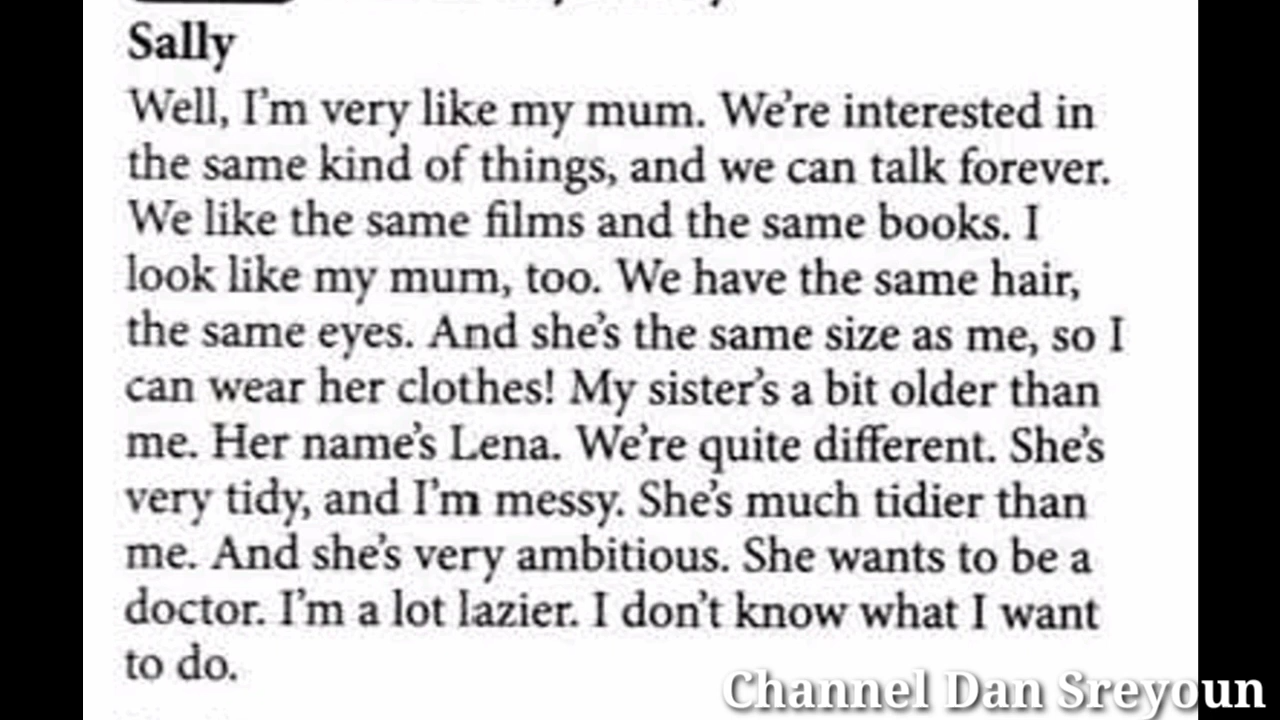 Sally
Well, I'm very like my mum. We're interested in
the same kind of things, and we can talk forever.
We like the same films and the same books. I
look like my mum, too. We have the same hair,
the same eyes. And she's the same size as me, so I
can wear her clothes! My sister's a bit older than
me. Her name's Lena. We're quite different. She's
very tidy, and I'm messy. She's much tidier than
me. And she's very ambitious. She wants to be a
doctor. I'm a lot lazier. I don't know what I want
to do.
Channel Dan Sreyoun